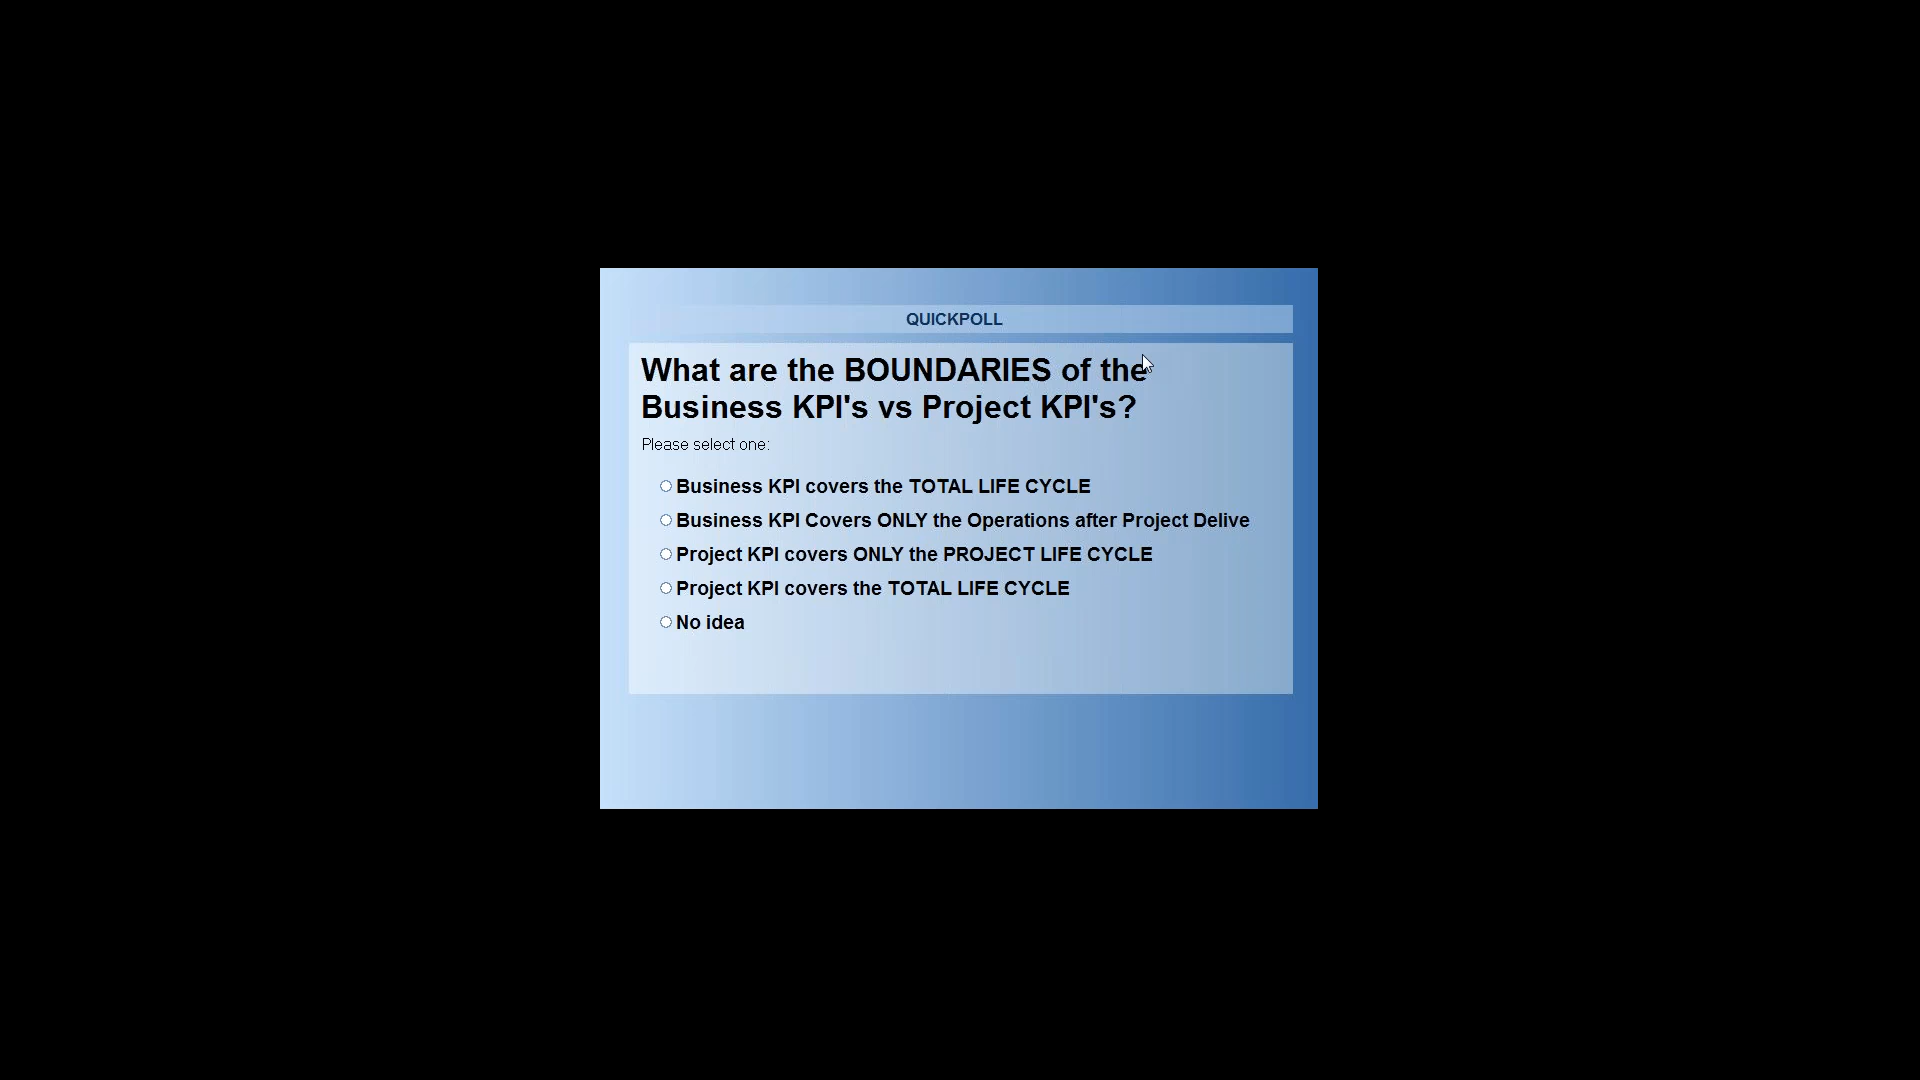 QUICKPOLL
What are the BOUNDARIES of the
Business KPI's vs Project KPI's?
Please select one:
Business KPI covers the TOTAL LIFE CYCLE
Business KPI Covers ONLY the Operations after Project Delive
Project KPI covers ONLY the PROJECT LIFE CYCLE
Project KPI covers the TOTAL LIFE CYCLE
No idea